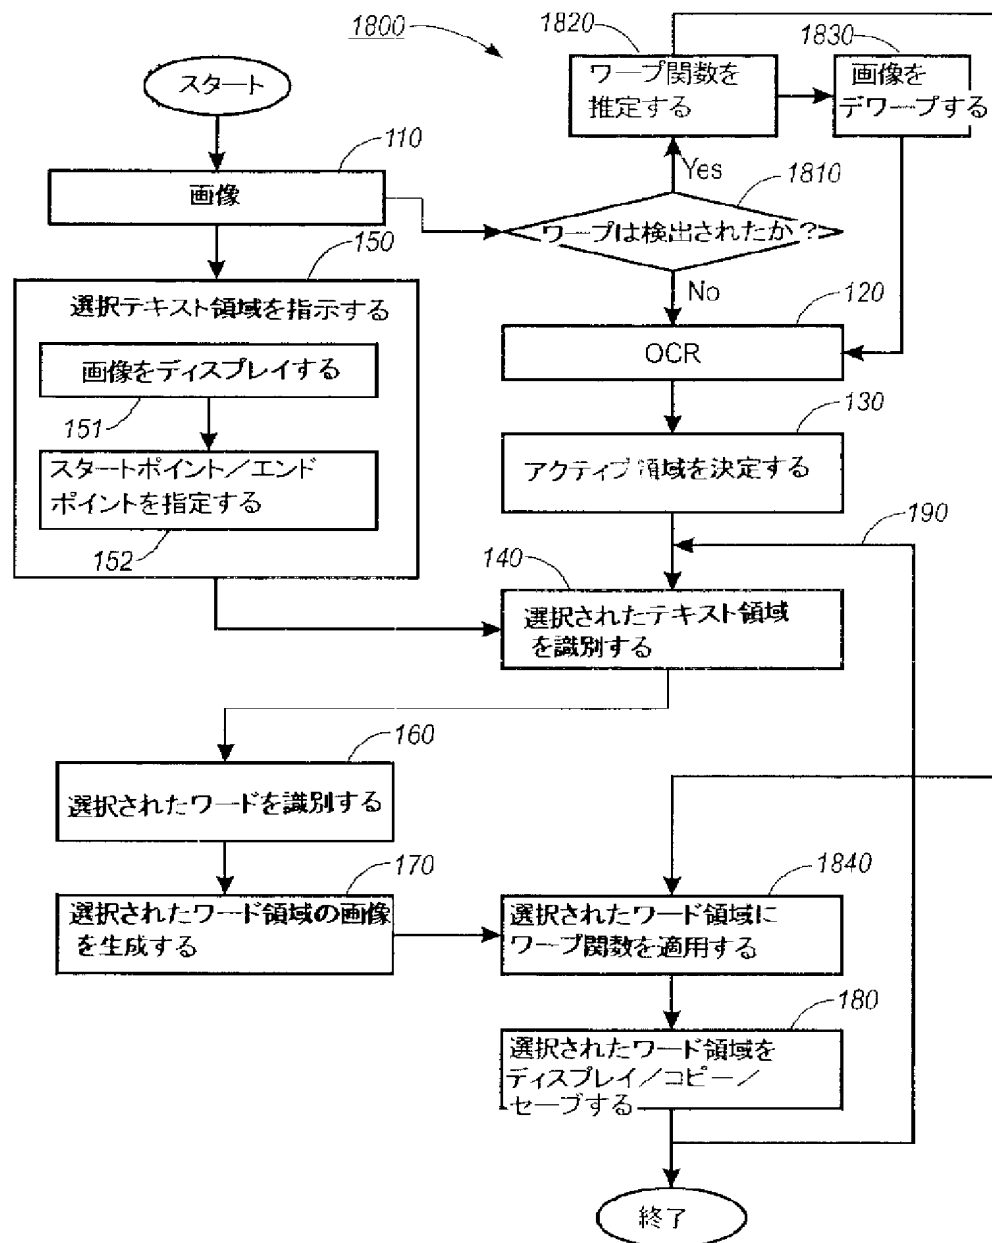 1800
スタート
110
画像
150
選択テキスト領域を指示する
画像をディスプレイする
151
スタートポイント／エンド
ポイントを指定する
152
1820
ワープ関数を
推定する
1830
画像を
デワープする
Yes
1810
ワープは検出されたか？
No
120
OCR
130
アクティブ領域を決定する
190
140
選択されたテキスト領域
を識別する
160
選択されたワードを識別する
170
選択されたワード領域の画像
を生成する
1840
選択されたワード領域に
ワープ関数を適用する
180
選択されたワード領域を
ディスプレイ／コピー／
セーブする
終了